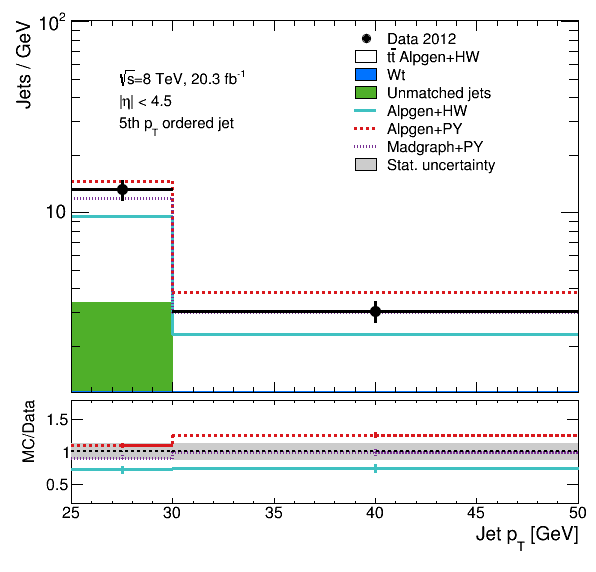 Jets / GeV
10²
10
√s=8 TeV, 20.3 fb⁻¹
|η| < 4.5
5th p_T ordered jet
Data 2012
tt̄ Alpgen+HW
Wt
Unmatched jets
Alpgen+HW
Alpgen+PY
Madgraph+PY
Stat. uncertainty
MC/Data
1.5
1
0.5
25 30 35 40 45 50
Jet p_T [GeV]